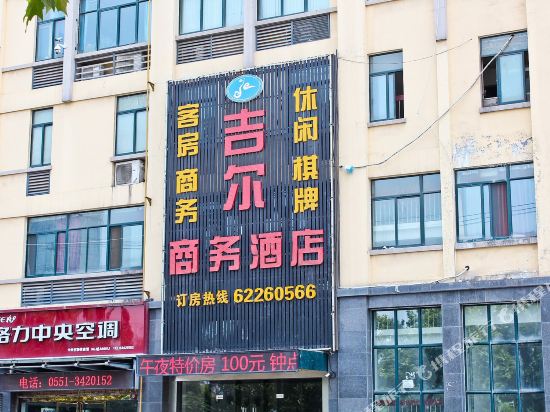 客房 商务
吉尔
休闲 棋牌
商务酒店
订房热线 62260566
午夜特价房 100元 钟点
格力中央空调
电话：0551-3420152